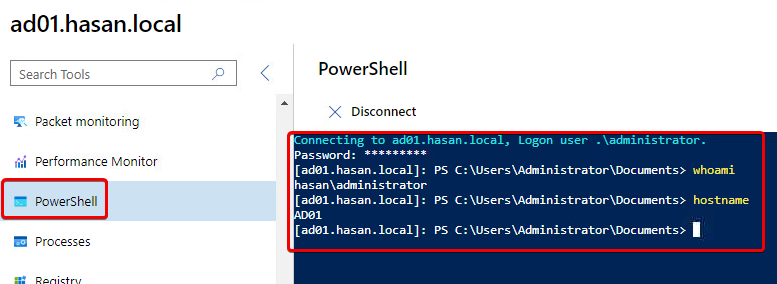 ad01.hasan.local
Search Tools
Packet monitoring
Performance Monitor
PowerShell
Processes
Registry
PowerShell
Disconnect
Connecting to ad01.hasan.local, Logon user .\administrator.
Password: *********
[ad01.hasan.local]: PS C:\Users\Administrator\Documents> whoami
hasan\administrator
[ad01.hasan.local]: PS C:\Users\Administrator\Documents> hostname
AD01
[ad01.hasan.local]: PS C:\Users\Administrator\Documents>